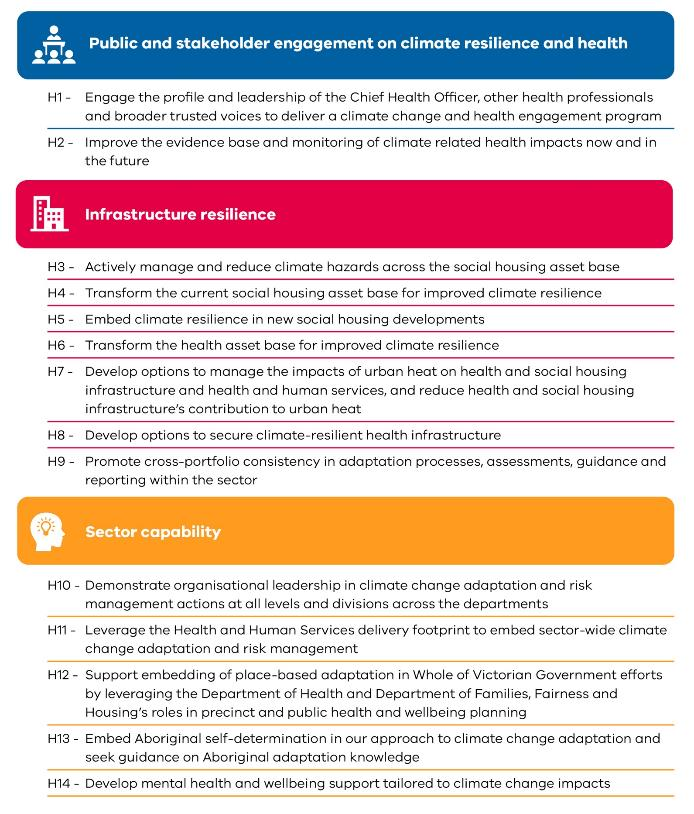 Public and stakeholder engagement on climate resilience and health
H1 - Engage the profile and leadership of the Chief Health Officer, other health professionals
and broader trusted voices to deliver a climate change and health engagement program
H2 - Improve the evidence base and monitoring of climate related health impacts now and in
the future
Infrastructure resilience
H3 - Actively manage and reduce climate hazards across the social housing asset base
H4 - Transform the current social housing asset base for improved climate resilience
H5 - Embed climate resilience in new social housing developments
H6 - Transform the health asset base for improved climate resilience
H7 - Develop options to manage the impacts of urban heat on health and social housing
infrastructure and health and human services, and reduce health and social housing
infrastructure's contribution to urban heat
H8 - Develop options to secure climate-resilient health infrastructure
H9 - Promote cross-portfolio consistency in adaptation processes, assessments, guidance and
reporting within the sector
Sector capability
H10 - Demonstrate organisational leadership in climate change adaptation and risk
management actions at all levels and divisions across the departments
H11 - Leverage the Health and Human Services delivery footprint to embed sector-wide climate
change adaptation and risk management
H12 - Support embedding of place-based adaptation in Whole of Victorian Government efforts
by leveraging the Department of Health and Department of Families, Fairness and
Housing's roles in precinct and public health and wellbeing planning
H13 - Embed Aboriginal self-determination in our approach to climate change adaptation and
seek guidance on Aboriginal adaptation knowledge
H14 - Develop mental health and wellbeing support tailored to climate change impacts